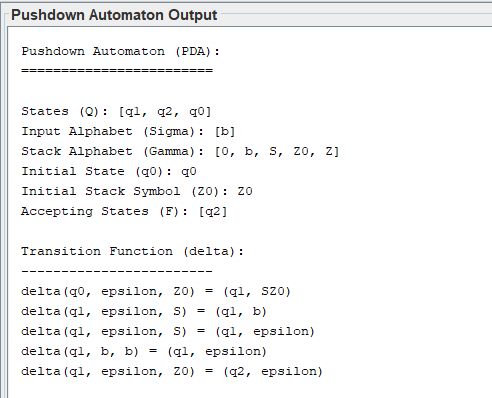 Pushdown Automaton Output
Pushdown Automaton (PDA):
========================
States (Q): [q1, q2, q0]
Input Alphabet (Sigma): [b]
Stack Alphabet (Gamma): [0, b, S, Z0, Z]
Initial State (q0): q0
Initial Stack Symbol (Z0): Z0
Accepting States (F): [q2]
Transition Function (delta):
------------------------
delta(q0, epsilon, Z0) = (q1, SZ0)
delta(q1, epsilon, S) = (q1, b)
delta(q1, epsilon, S) = (q1, epsilon)
delta(q1, b, b) = (q1, epsilon)
delta(q1, epsilon, Z0) = (q2, epsilon)